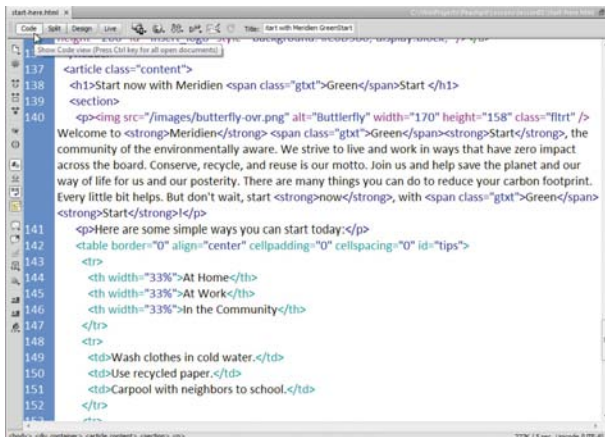 start-here.html ×
Code Split Design Live Title: tart with Meridien GreenStart
Show Code view (Press Ctrl key for all open documents)
137 <article class="content">
138 <h1>Start now with Meridien <span class="gtxt">Green</span>Start </h1>
139 <section>
140 <p><img src="/images/butterfly-ovr.png" alt="Buttlerfly" width="170" height="158" class="fltrt" />
Welcome to <strong>Meridien</strong> <span class="gtxt">Green</span><strong>Start</strong>, the
community of the environmentally aware. We strive to live and work in ways that have zero impact
across the board. Conserve, recycle, and reuse is our motto. Join us and help save the planet and our
way of life for us and our posterity. There are many things you can do to reduce your carbon footprint.
Every little bit helps. But don't wait, start <strong>now</strong>, with <span class="gtxt">Green</span>
<strong>Start</strong>!</p>
141 <p>Here are some simple ways you can start today:</p>
142 <table border="0" align="center" cellpadding="0" cellspacing="0" id="tips">
143 <tr>
144 <th width="33%">At Home</th>
145 <th width="33%">At Work</th>
146 <th width="33%">In the Community</th>
147 </tr>
148 <tr>
149 <td>Wash clothes in cold water.</td>
150 <td>Use recycled paper.</td>
151 <td>Carpool with neighbors to school.</td>
152 </tr>